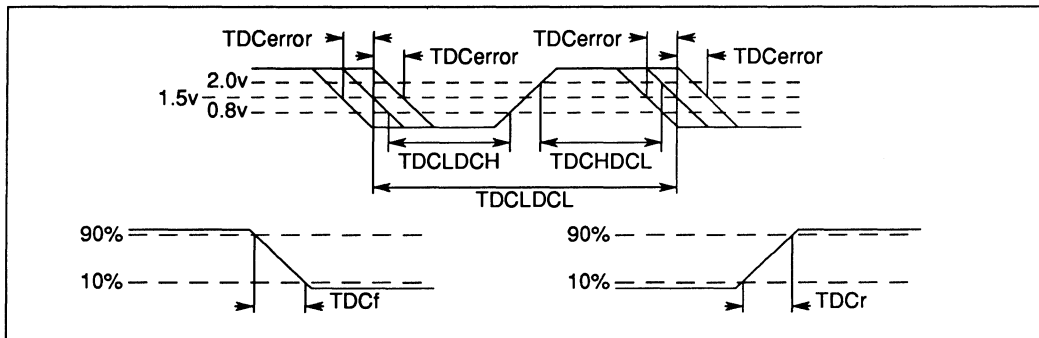 TDCerror
TDCerror
TDCerror
TDCerror
2.0v
1.5v
0.8v
TDCLDCH
TDCHDCL
TDCLDCL
90%
10%
TDCf
90%
10%
TDCr